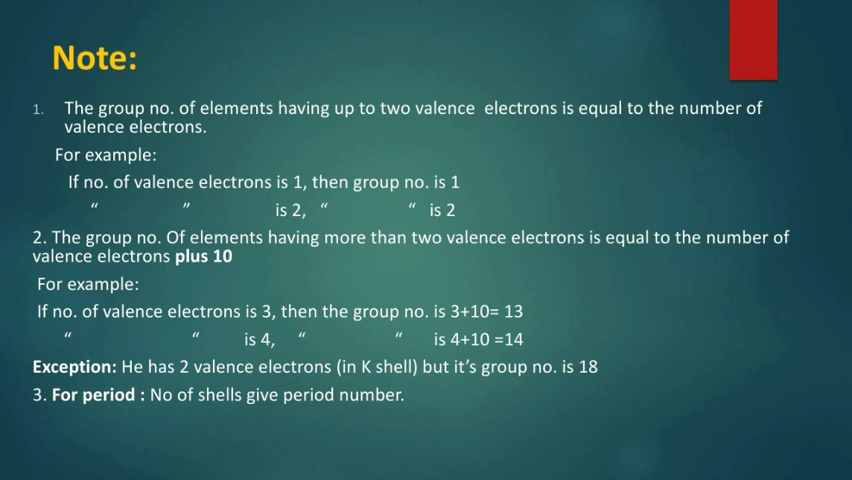 Note:
1. The group no. of elements having up to two valence electrons is equal to the number of
valence electrons.
For example:
If no. of valence electrons is 1, then group no. is 1
“ ” is 2, “ “ is 2
2. The group no. Of elements having more than two valence electrons is equal to the number of
valence electrons plus 10
For example:
If no. of valence electrons is 3, then the group no. is 3+10= 13
“ “ is 4, “ “ is 4+10 =14
Exception: He has 2 valence electrons (in K shell) but it’s group no. is 18
3. For period : No of shells give period number.